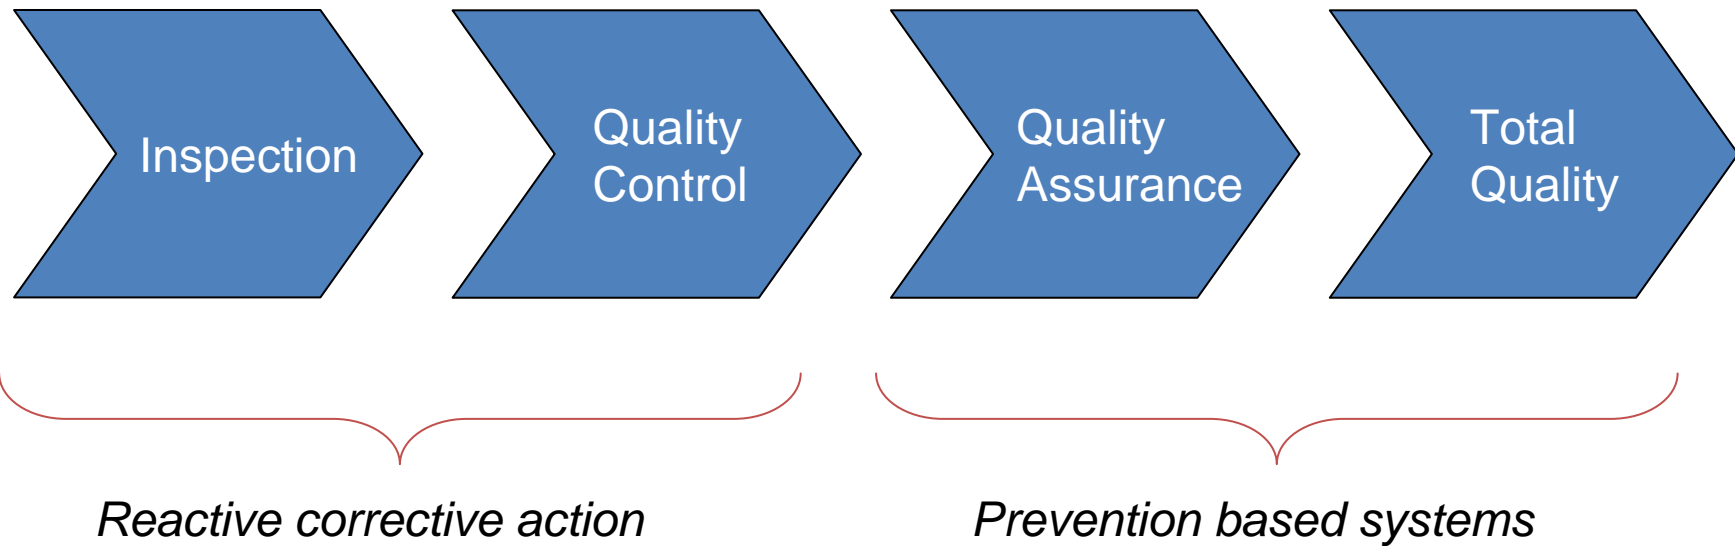 Inspection
Quality
Control
Quality
Assurance
Total
Quality
Reactive corrective action
Prevention based systems